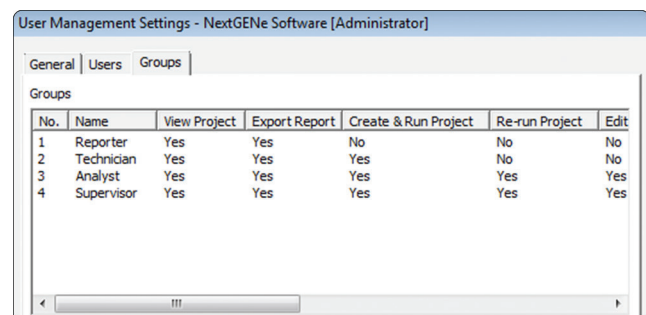 User Management Settings - NextGENe Software [Administrator]
General Users Groups
Groups
No. Name View Project Export Report Create & Run Project Re-run Project Edit
1 Reporter Yes Yes No No No
2 Technician Yes Yes Yes No No
3 Analyst Yes Yes Yes Yes Yes
4 Supervisor Yes Yes Yes Yes Yes